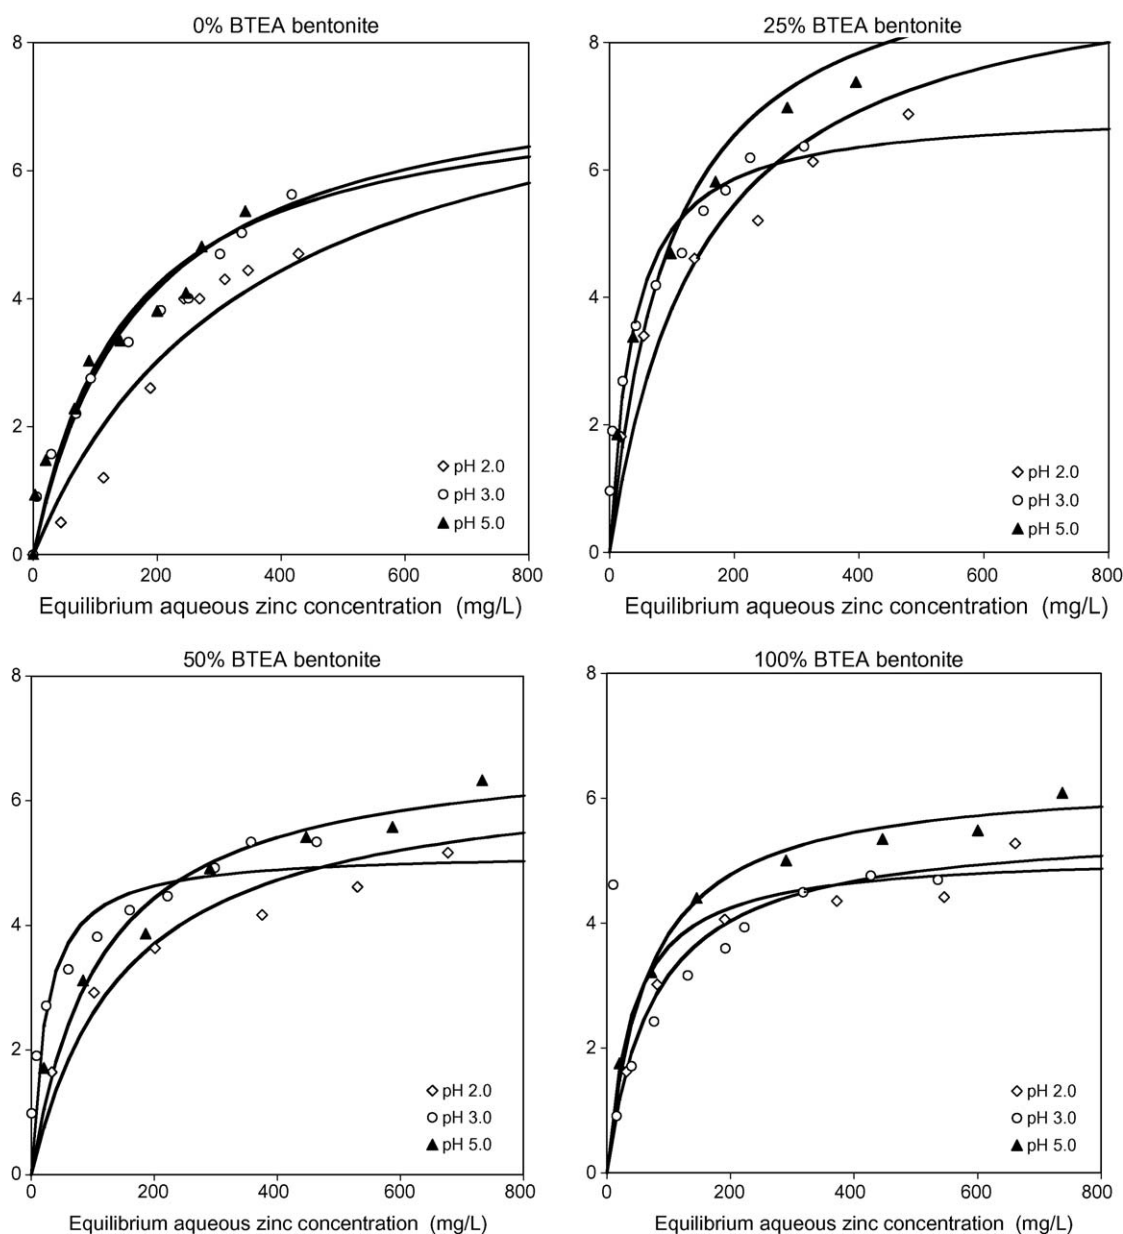 0% BTEA bentonite
8
6
4
2
0
0
200
400
600
800
pH 2.0
pH 3.0
pH 5.0
Equilibrium aqueous zinc concentration (mg/L)
25% BTEA bentonite
8
6
4
2
0
0
200
400
600
800
pH 2.0
pH 3.0
pH 5.0
Equilibrium aqueous zinc concentration (mg/L)
50% BTEA bentonite
8
6
4
2
0
0
200
400
600
800
pH 2.0
pH 3.0
pH 5.0
Equilibrium aqueous zinc concentration (mg/L)
100% BTEA bentonite
8
6
4
2
0
0
200
400
600
800
pH 2.0
pH 3.0
pH 5.0
Equilibrium aqueous zinc concentration (mg/L)